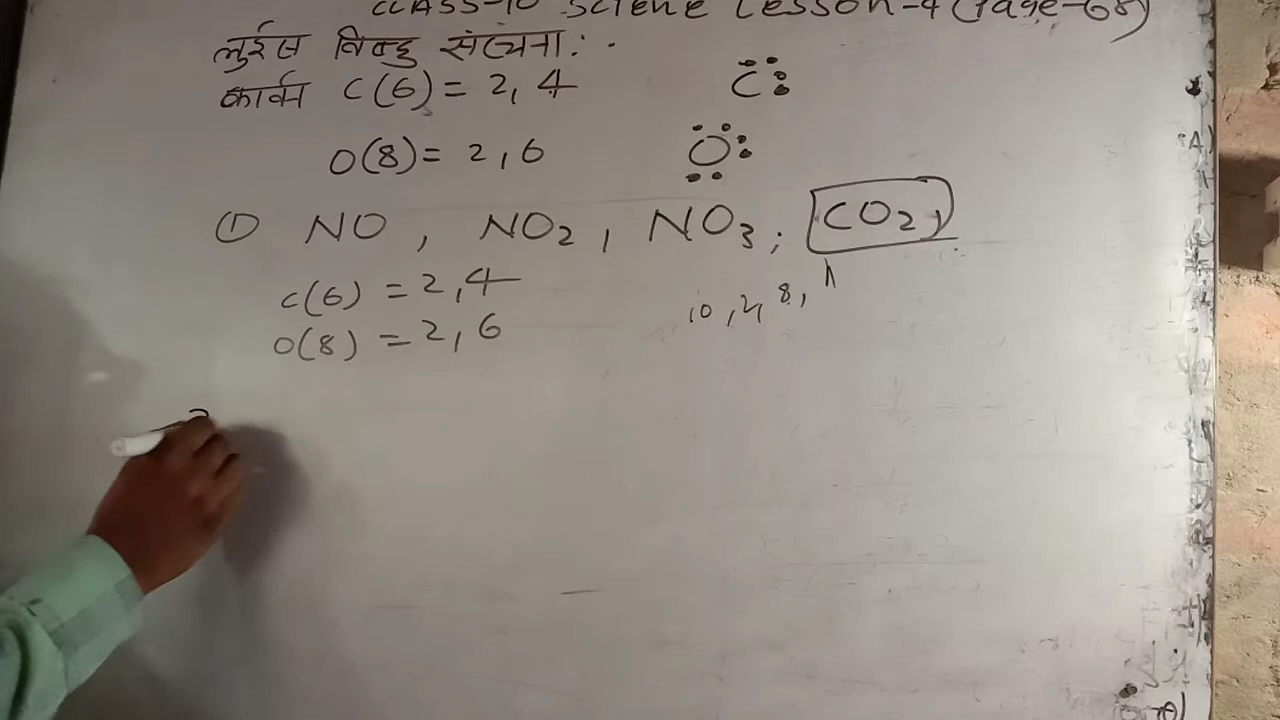 CLASS-10 Science Lesson-4 (Page-68)
लुईस बिन्दु संरचना:
कार्बन C(6) = 2, 4 C
O(8) = 2, 6 O
① NO, NO₂, NO₃; CO₂,
C(6) = 2, 4
10, 2, 8,
O(8) = 2, 6